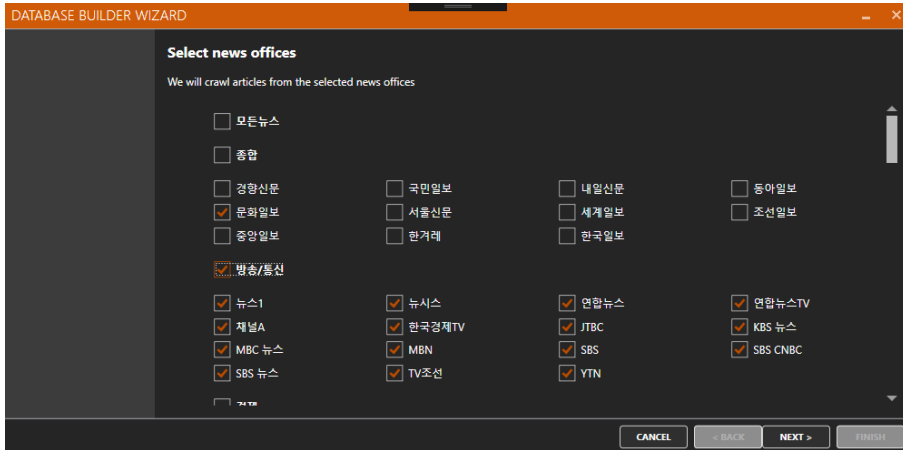 DATABASE BUILDER WIZARD
Select news offices
We will crawl articles from the selected news offices
모든뉴스
종합
경향신문 국민일보 내일신문 동아일보
문화일보 서울신문 세계일보 조선일보
중앙일보 한겨레 한국일보
방송/통신
뉴스1 뉴시스 연합뉴스 연합뉴스TV
채널A 한국경제TV JTBC KBS 뉴스
MBC 뉴스 MBN SBS SBS CNBC
SBS 뉴스 TV조선 YTN
CANCEL < BACK NEXT > FINISH